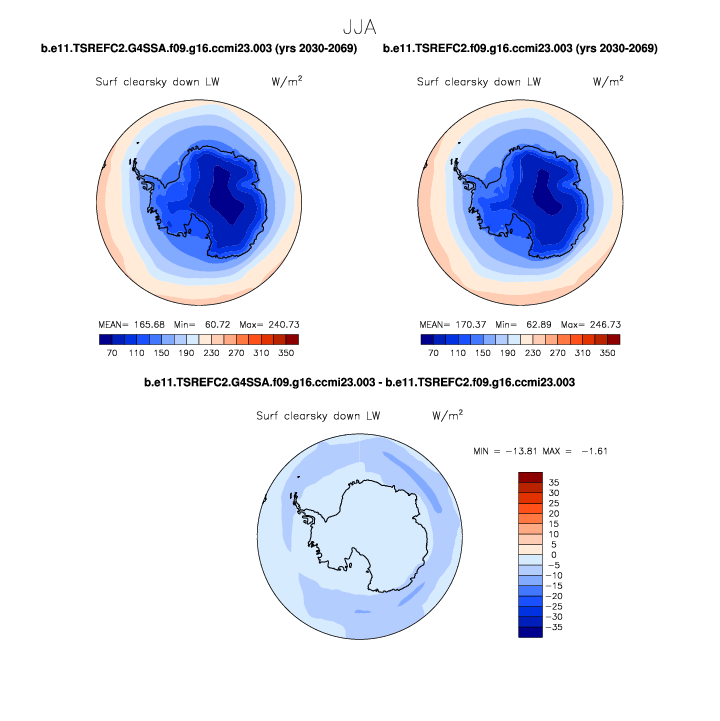 JJA
b.e11.TSREFC2.G4SSA.f09.g16.ccmi23.003 (yrs 2030-2069)
b.e11.TSREFC2.f09.g16.ccmi23.003 (yrs 2030-2069)
Surf clearsky down LW W/m²
Surf clearsky down LW W/m²
MEAN= 165.68 Min= 60.72 Max= 240.73
MEAN= 170.37 Min= 62.89 Max= 246.73
70 110 150 190 230 270 310 350
70 110 150 190 230 270 310 350
b.e11.TSREFC2.G4SSA.f09.g16.ccmi23.003 - b.e11.TSREFC2.f09.g16.ccmi23.003
Surf clearsky down LW W/m²
MIN = −13.81 MAX = −1.61
35
30
25
20
15
10
5
0
−5
−10
−15
−20
−25
−30
−35